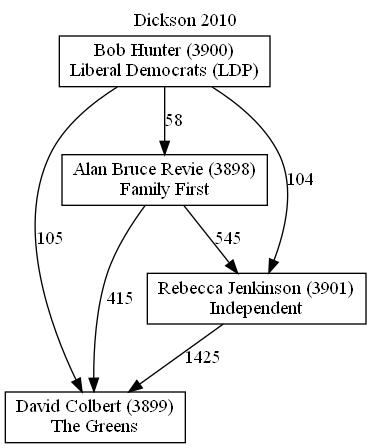 Dickson 2010
Bob Hunter (3900)
Liberal Democrats (LDP)
58
Alan Bruce Revie (3898)
Family First
104
105
415
545
Rebecca Jenkinson (3901)
Independent
1425
David Colbert (3899)
The Greens